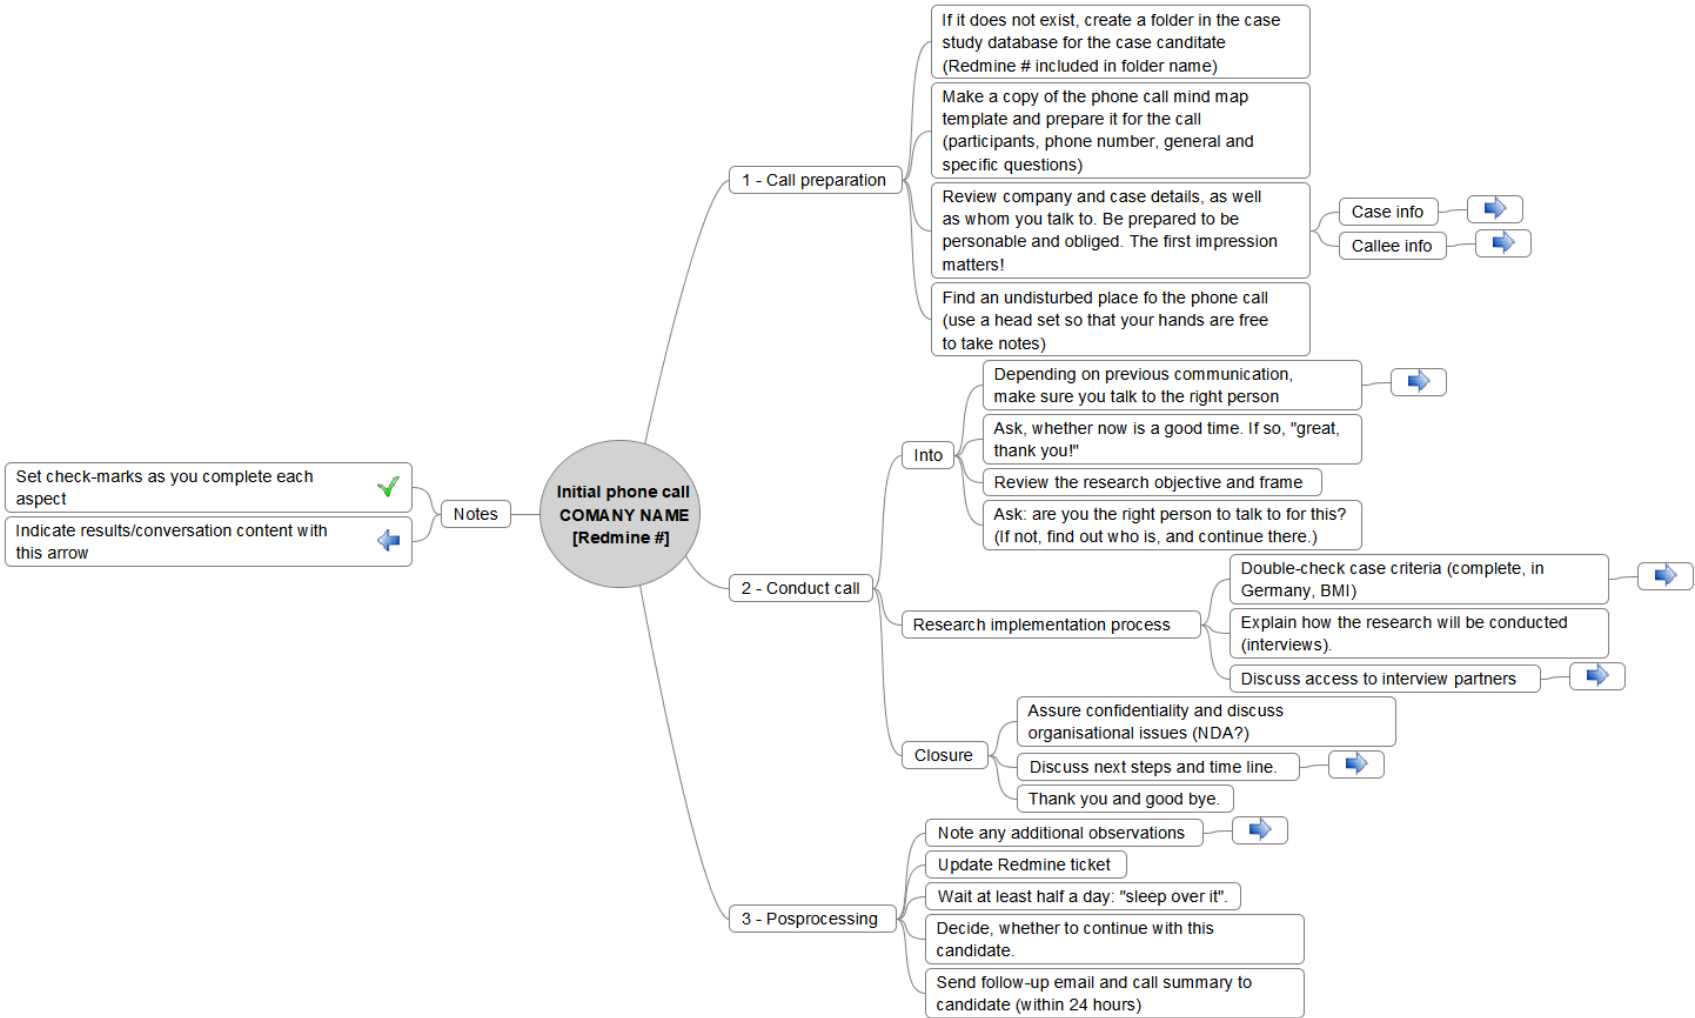 If it does not exist, create a folder in the case
study database for the case canditate
(Redmine # included in folder name)
Make a copy of the phone call mind map
template and prepare it for the call
(participants, phone number, general and
specific questions)
1 - Call preparation
Review company and case details, as well
as whom you talk to. Be prepared to be
personable and obliged. The first impression
matters!
Case info
Callee info
Find an undisturbed place fo the phone call
(use a head set so that your hands are free
to take notes)
Depending on previous communication,
make sure you talk to the right person
Ask, whether now is a good time. If so, "great,
thank you!"
Into
Review the research objective and frame
Ask: are you the right person to talk to for this?
(If not, find out who is, and continue there.)
Set check-marks as you complete each
aspect
Notes
Indicate results/conversation content with
this arrow
Initial phone call
COMANY NAME
[Redmine #]
2 - Conduct call
Double-check case criteria (complete, in
Germany, BMI)
Research implementation process
Explain how the research will be conducted
(interviews).
Discuss access to interview partners
Assure confidentiality and discuss
organisational issues (NDA?)
Closure
Discuss next steps and time line.
Thank you and good bye.
Note any additional observations
Update Redmine ticket
Wait at least half a day: "sleep over it".
3 - Posprocessing
Decide, whether to continue with this
candidate.
Send follow-up email and call summary to
candidate (within 24 hours)